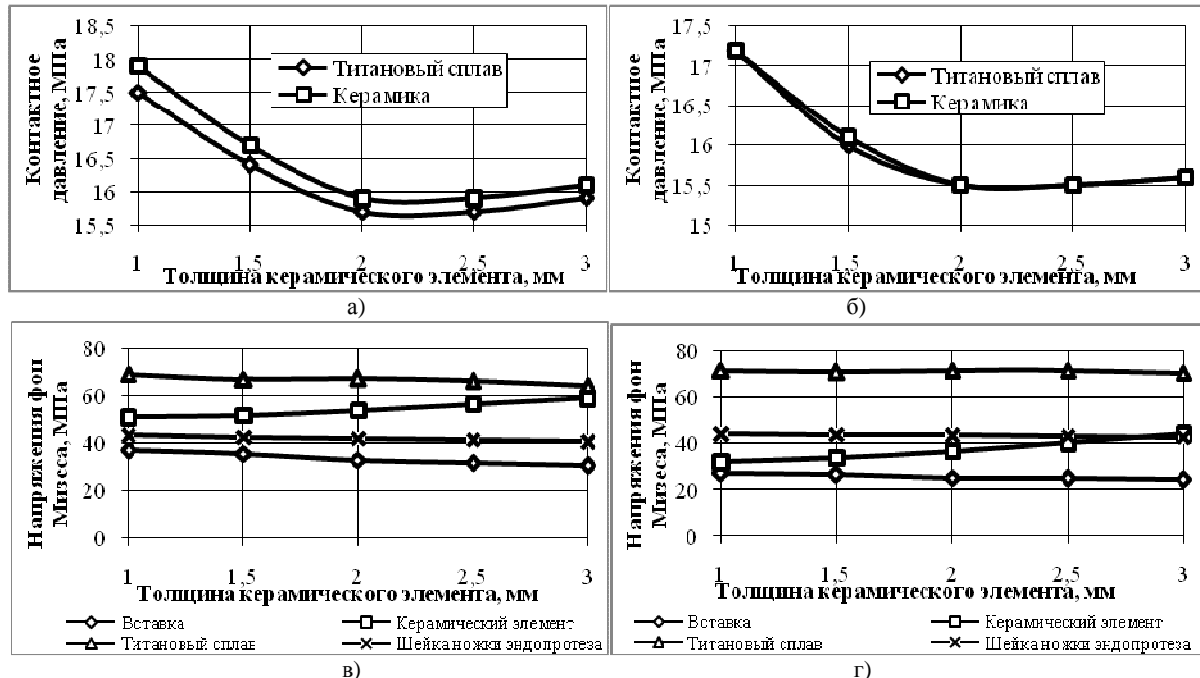 18,5
18
17,5
17
16,5
16
15,5
Контактное
давление, МПа
Титановый сплав
Керамика
1 1,5 2 2,5 3
Толщина керамического элемента, мм
а)
17,5
17
16,5
16
15,5
15
Контактное
давление, МПа
Титановый сплав
Керамика
1 1,5 2 2,5 3
Толщина керамического элемента, мм
б)
80
60
40
20
0
Напряжения фон
Мизеса, МПа
1 1,5 2 2,5 3
Толщина керамического элемента, мм
Вставка Керамический элемент
Титановый сплав Шейка ножки эндопротеза
в)
80
60
40
20
0
Напряжения фон
Мизеса, МПа
1 1,5 2 2,5 3
Толщина керамического элемента, мм
Вставка Керамический элемент
Титановый сплав Шейка ножки эндопротеза
г)